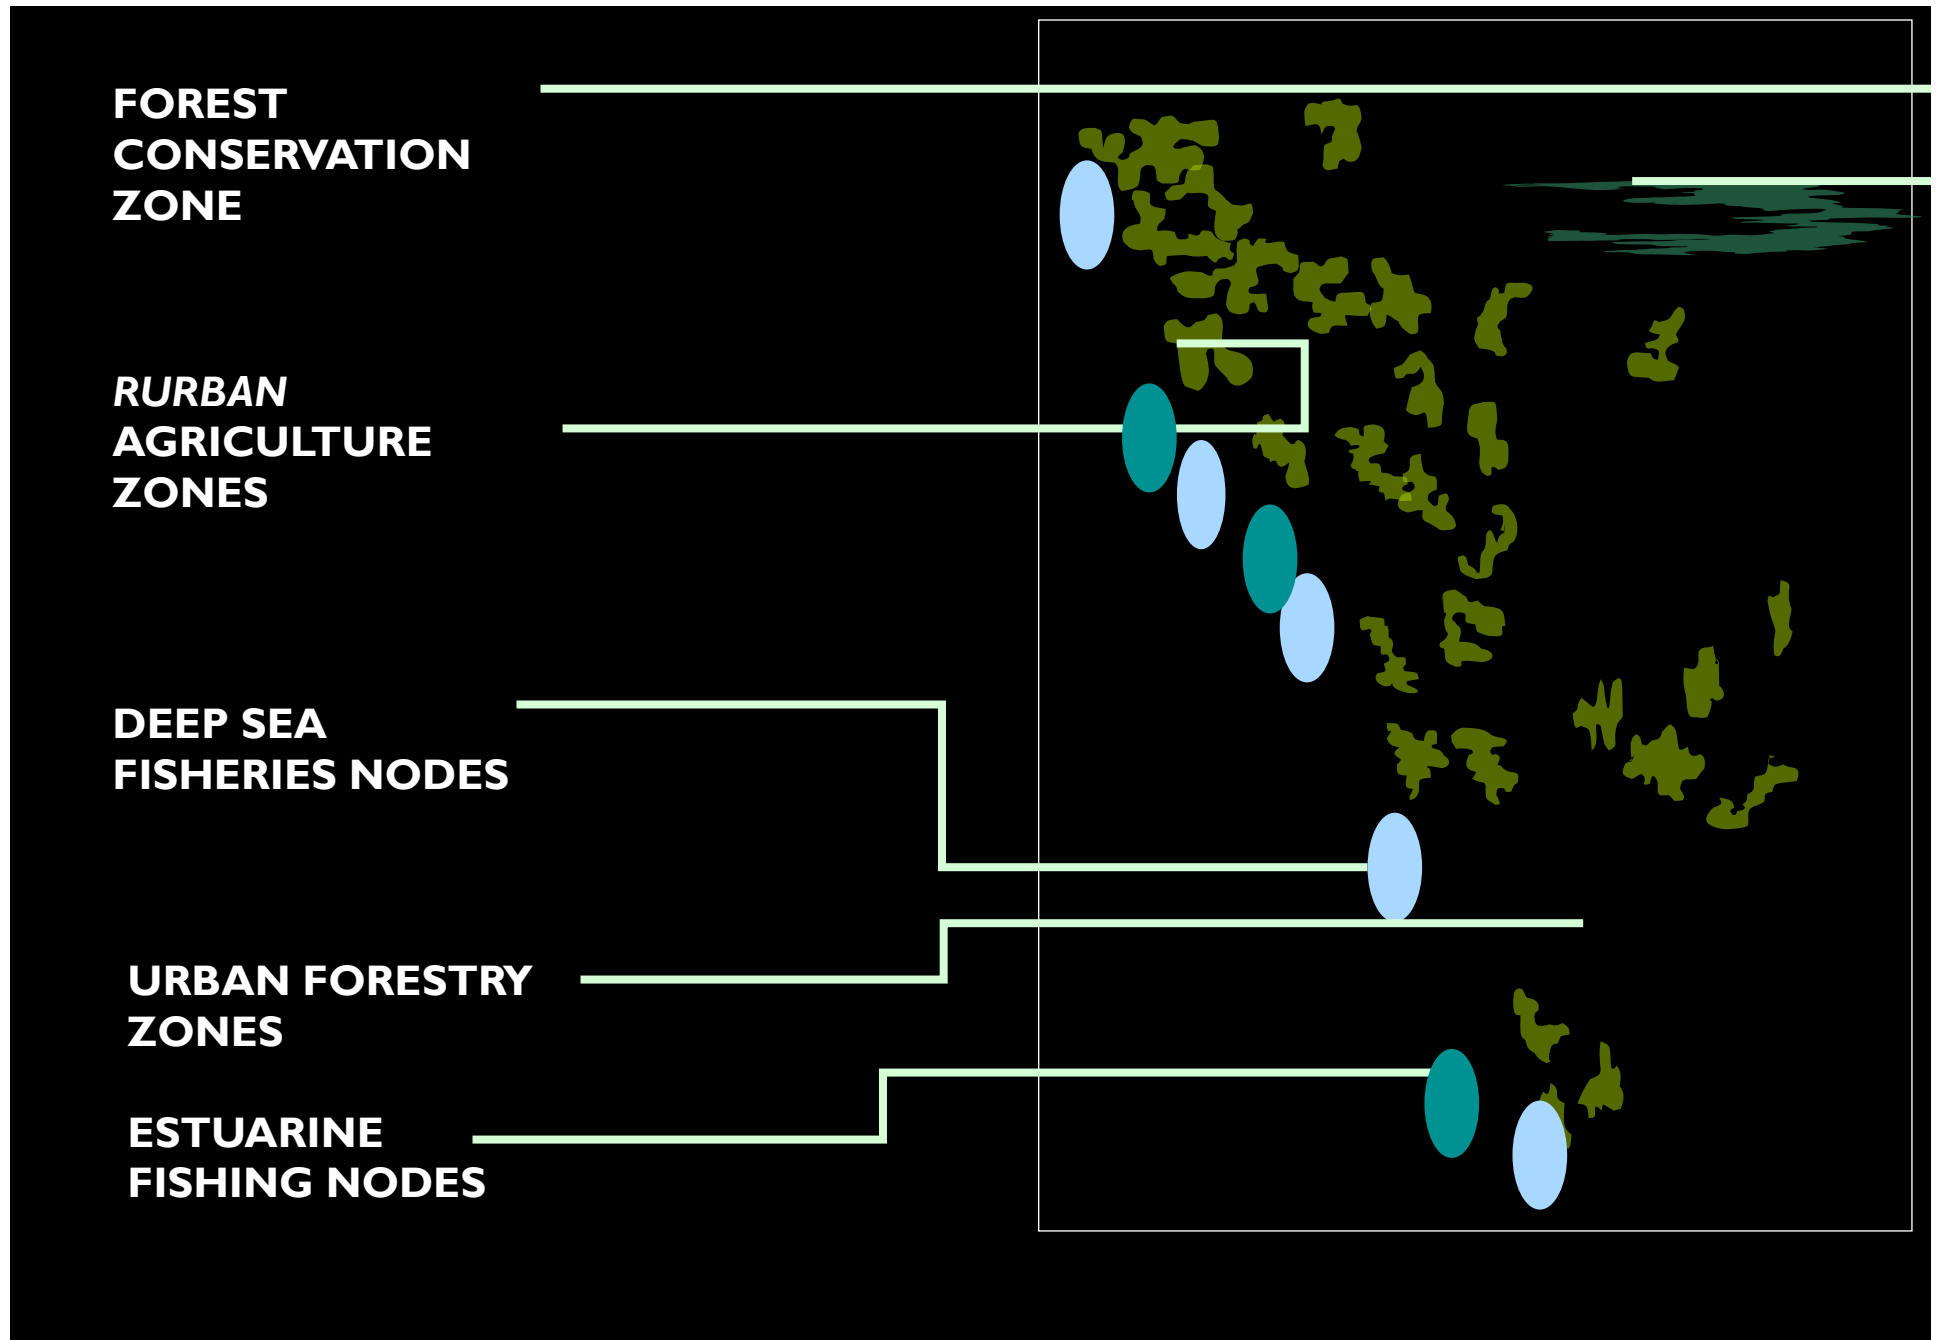 FOREST
CONSERVATION
ZONE
RURBAN
AGRICULTURE
ZONES
DEEP SEA
FISHERIES NODES
URBAN FORESTRY
ZONES
ESTUARINE
FISHING NODES